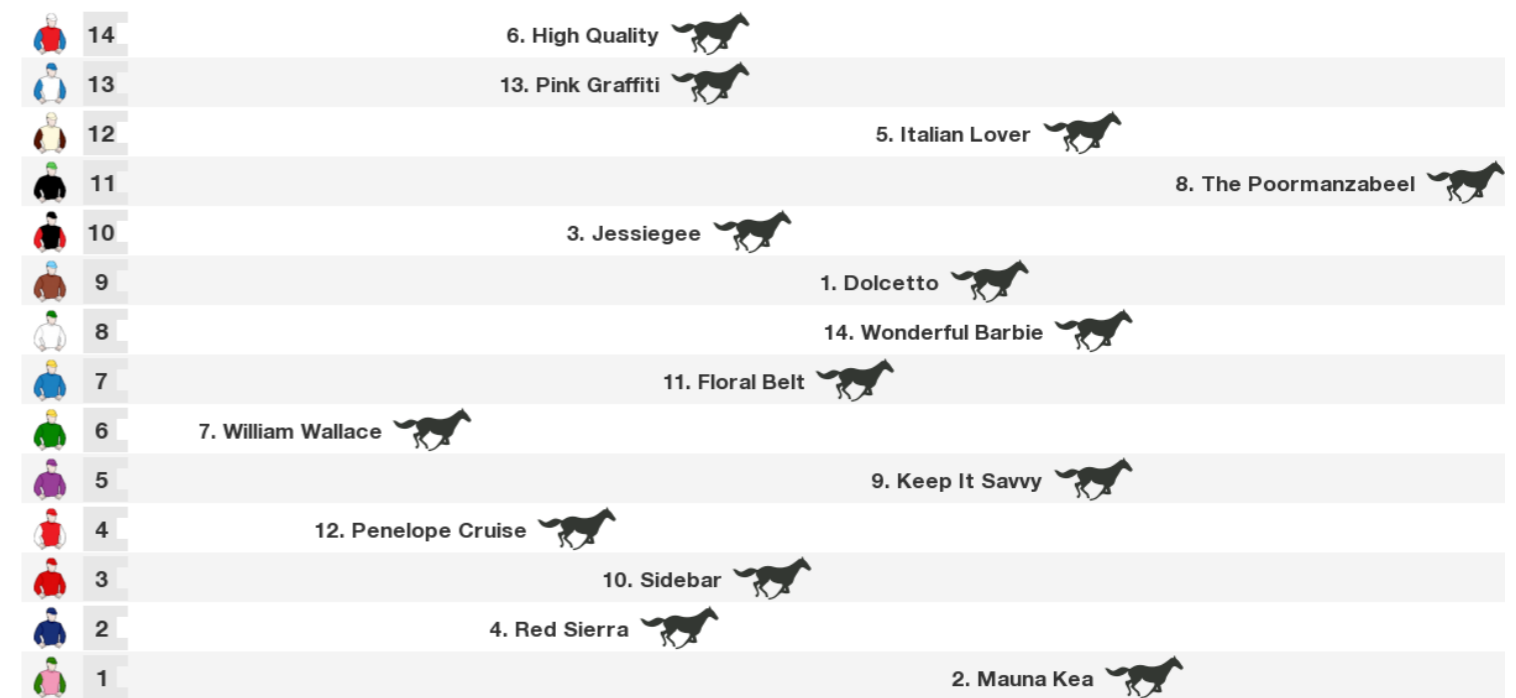 14 6. High Quality
13 13. Pink Graffiti
12 5. Italian Lover
11 8. The Poormanzabeel
10 3. Jessiegee
9 1. Dolcetto
8 14. Wonderful Barbie
7 11. Floral Belt
6 7. William Wallace
5 9. Keep It Savvy
4 12. Penelope Cruise
3 10. Sidebar
2 4. Red Sierra
1 2. Mauna Kea